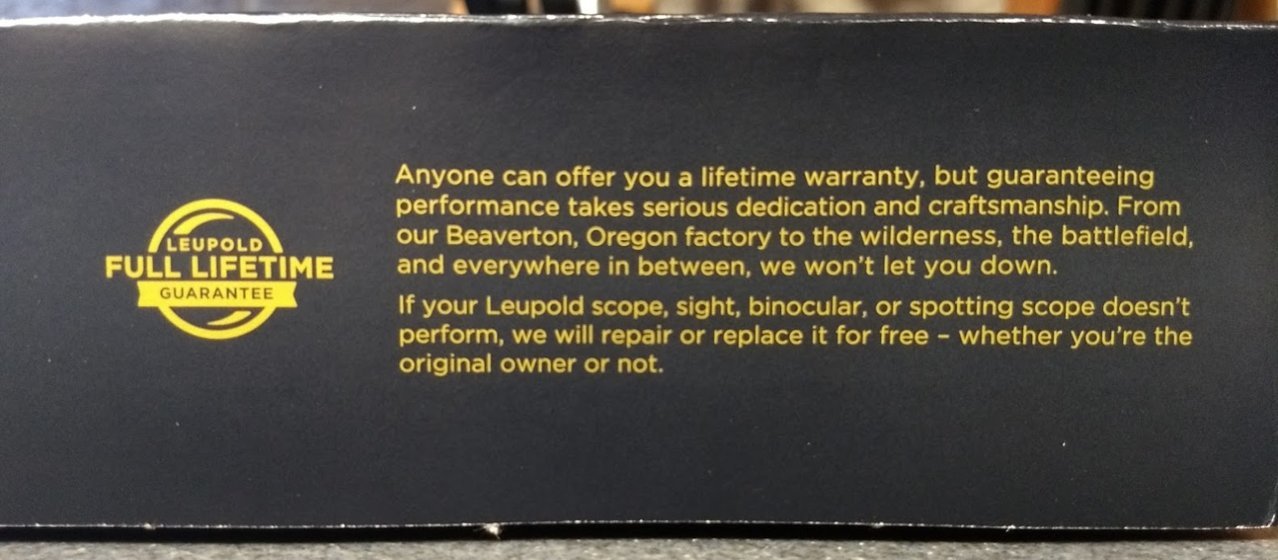 LEUPOLD
FULL LIFETIME
GUARANTEE
Anyone can offer you a lifetime warranty, but guaranteeing
performance takes serious dedication and craftsmanship. From
our Beaverton, Oregon factory to the wilderness, the battlefield,
and everywhere in between, we won't let you down.
If your Leupold scope, sight, binocular, or spotting scope doesn't
perform, we will repair or replace it for free – whether you're the
original owner or not.